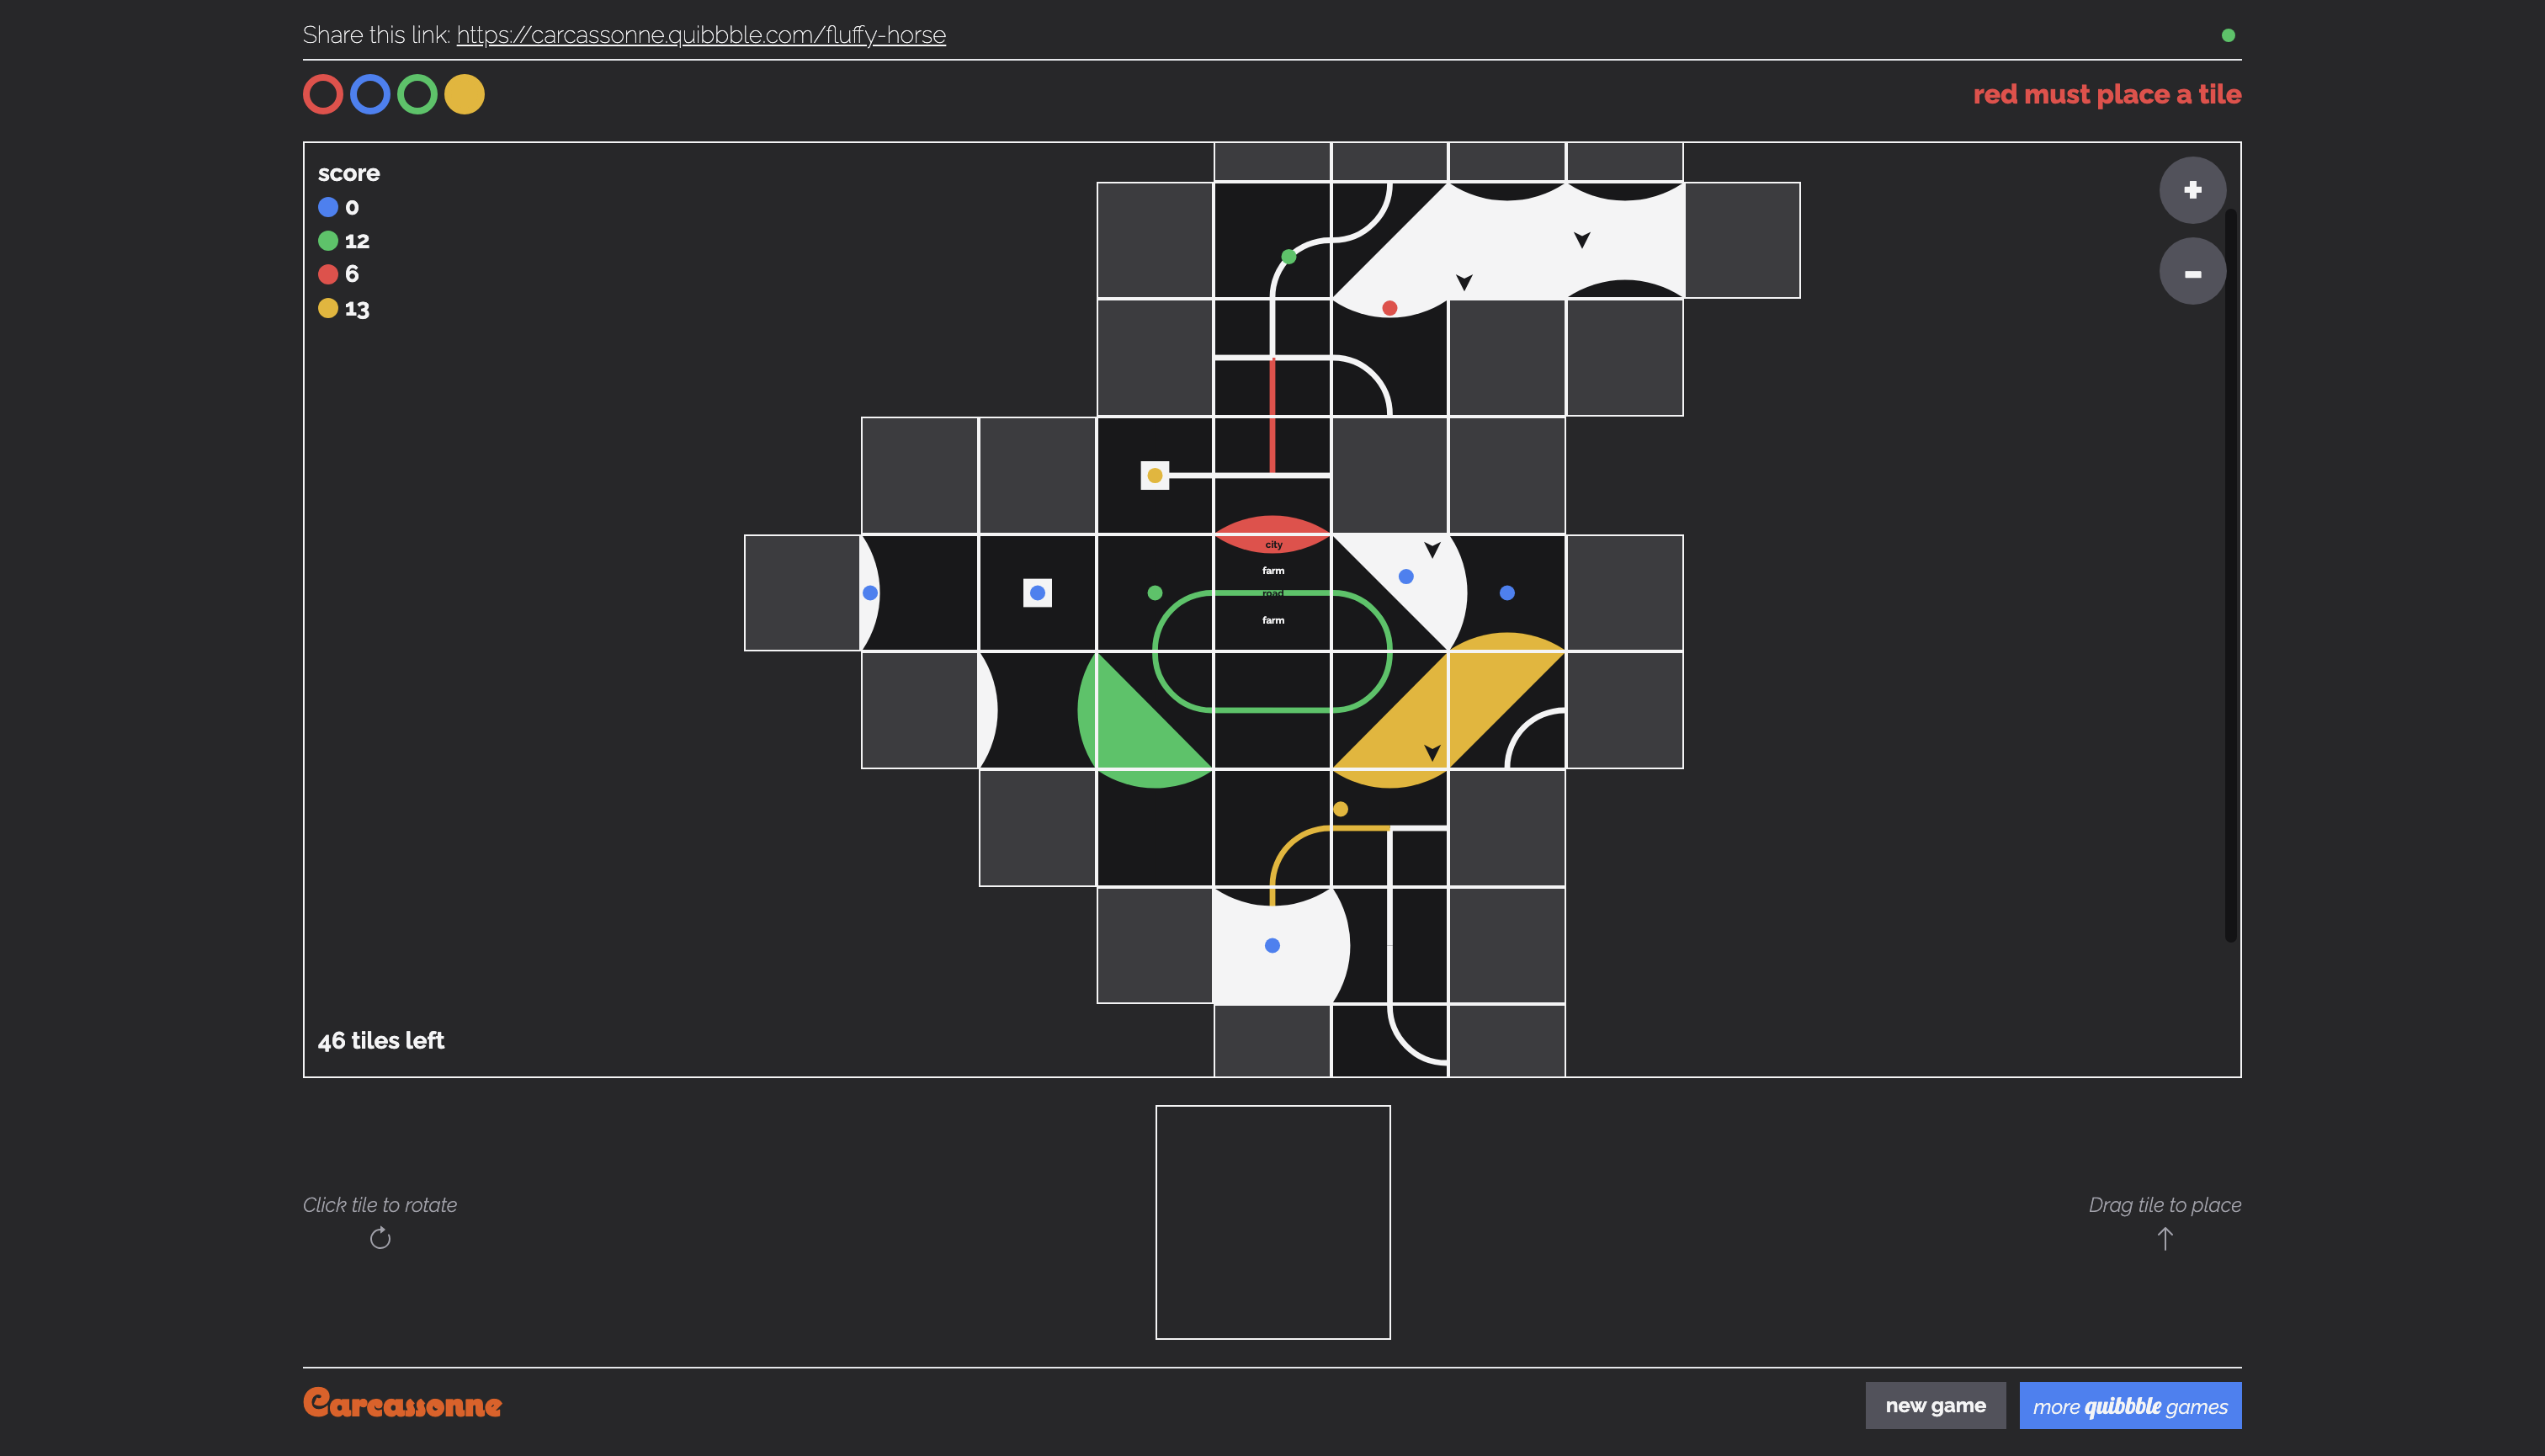 Share this link: https://carcassonne.quibbble.com/fluffy-horse
red must place a tile
score
0
12
6
13
city
farm
road
farm
46 tiles left
Click tile to rotate
Drag tile to place
Carcassonne
new game
more quibbble games